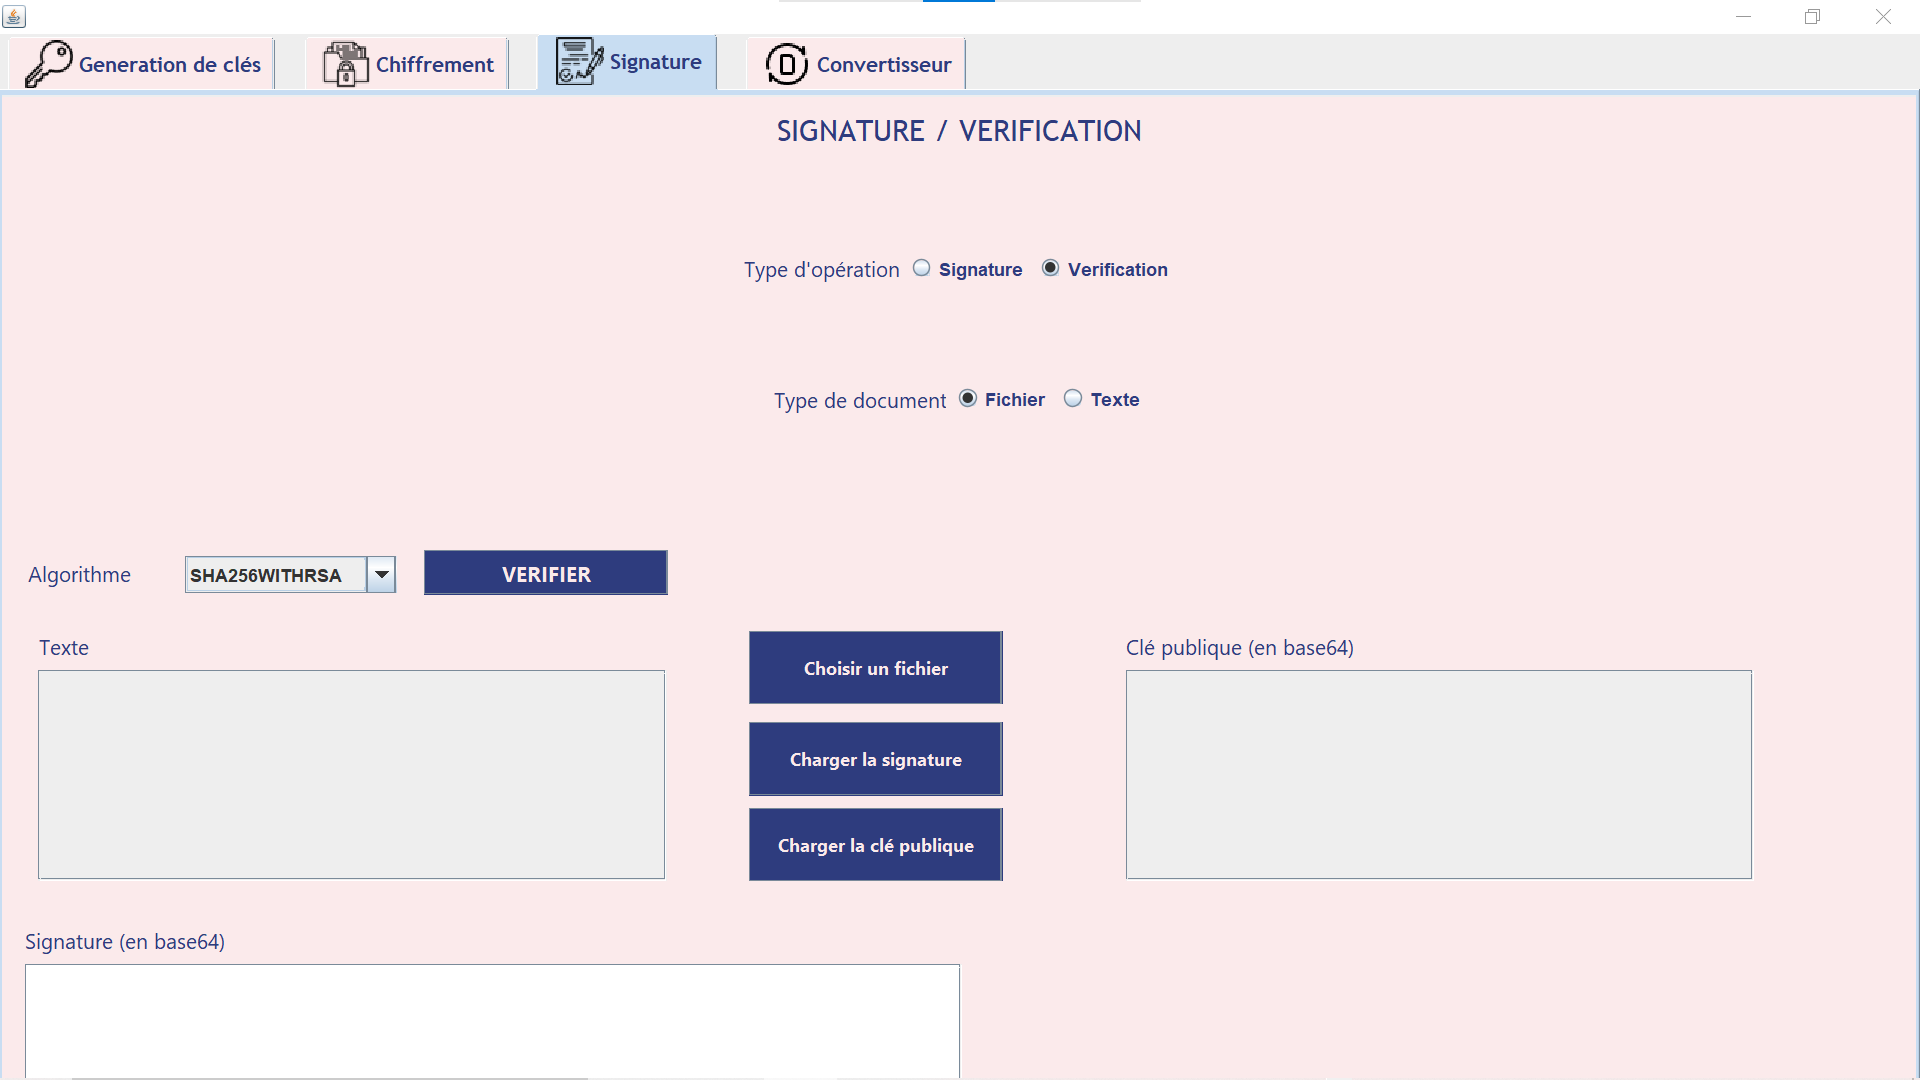 Generation de clés
Chiffrement
Signature
Convertisseur
SIGNATURE / VERIFICATION
Type d'opération Signature Verification
Type de document Fichier Texte
Algorithme SHA256WITHRSA VERIFIER
Texte
Choisir un fichier
Charger la signature
Charger la clé publique
Clé publique (en base64)
Signature (en base64)